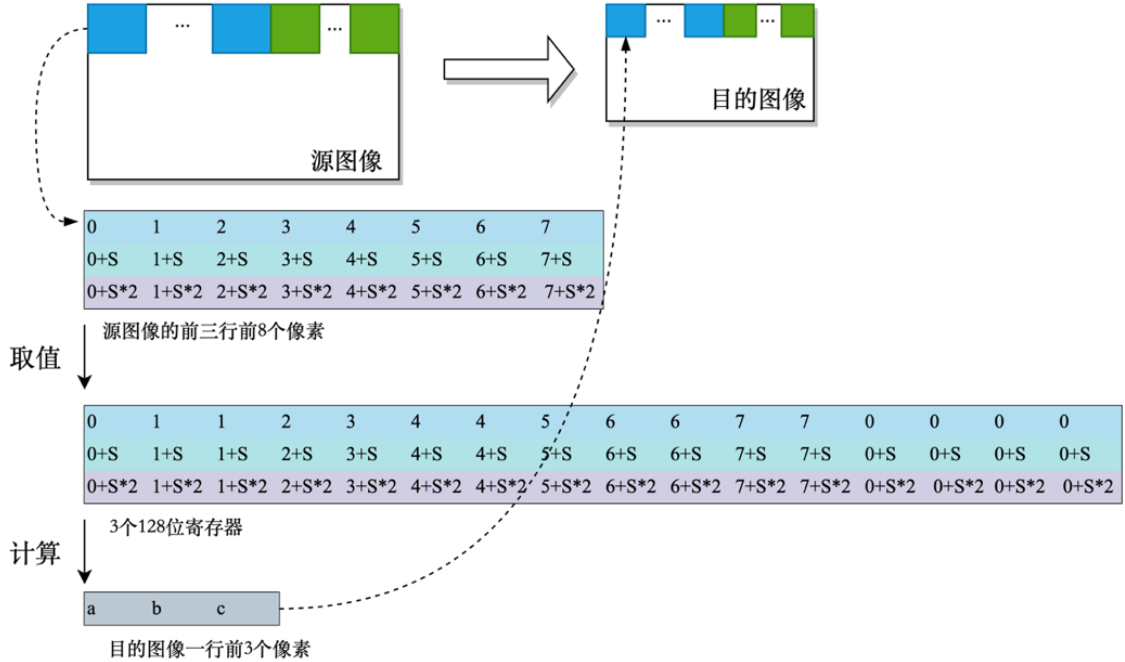 ... ... ... ...
源图像 目的图像
0 1 2 3 4 5 6 7
0+S 1+S 2+S 3+S 4+S 5+S 6+S 7+S
0+S*2 1+S*2 2+S*2 3+S*2 4+S*2 5+S*2 6+S*2 7+S*2
源图像的前三行前8个像素
取值
0 1 1 2 3 4 4 5 6 6 7 7 0 0 0 0
0+S 1+S 1+S 2+S 3+S 4+S 4+S 5+S 6+S 6+S 7+S 7+S 0+S 0+S 0+S 0+S
0+S*2 1+S*2 1+S*2 2+S*2 3+S*2 4+S*2 4+S*2 5+S*2 6+S*2 6+S*2 7+S*2 7+S*2 0+S*2 0+S*2 0+S*2 0+S*2
3个128位寄存器
计算
a b c
目的图像一行前3个像素